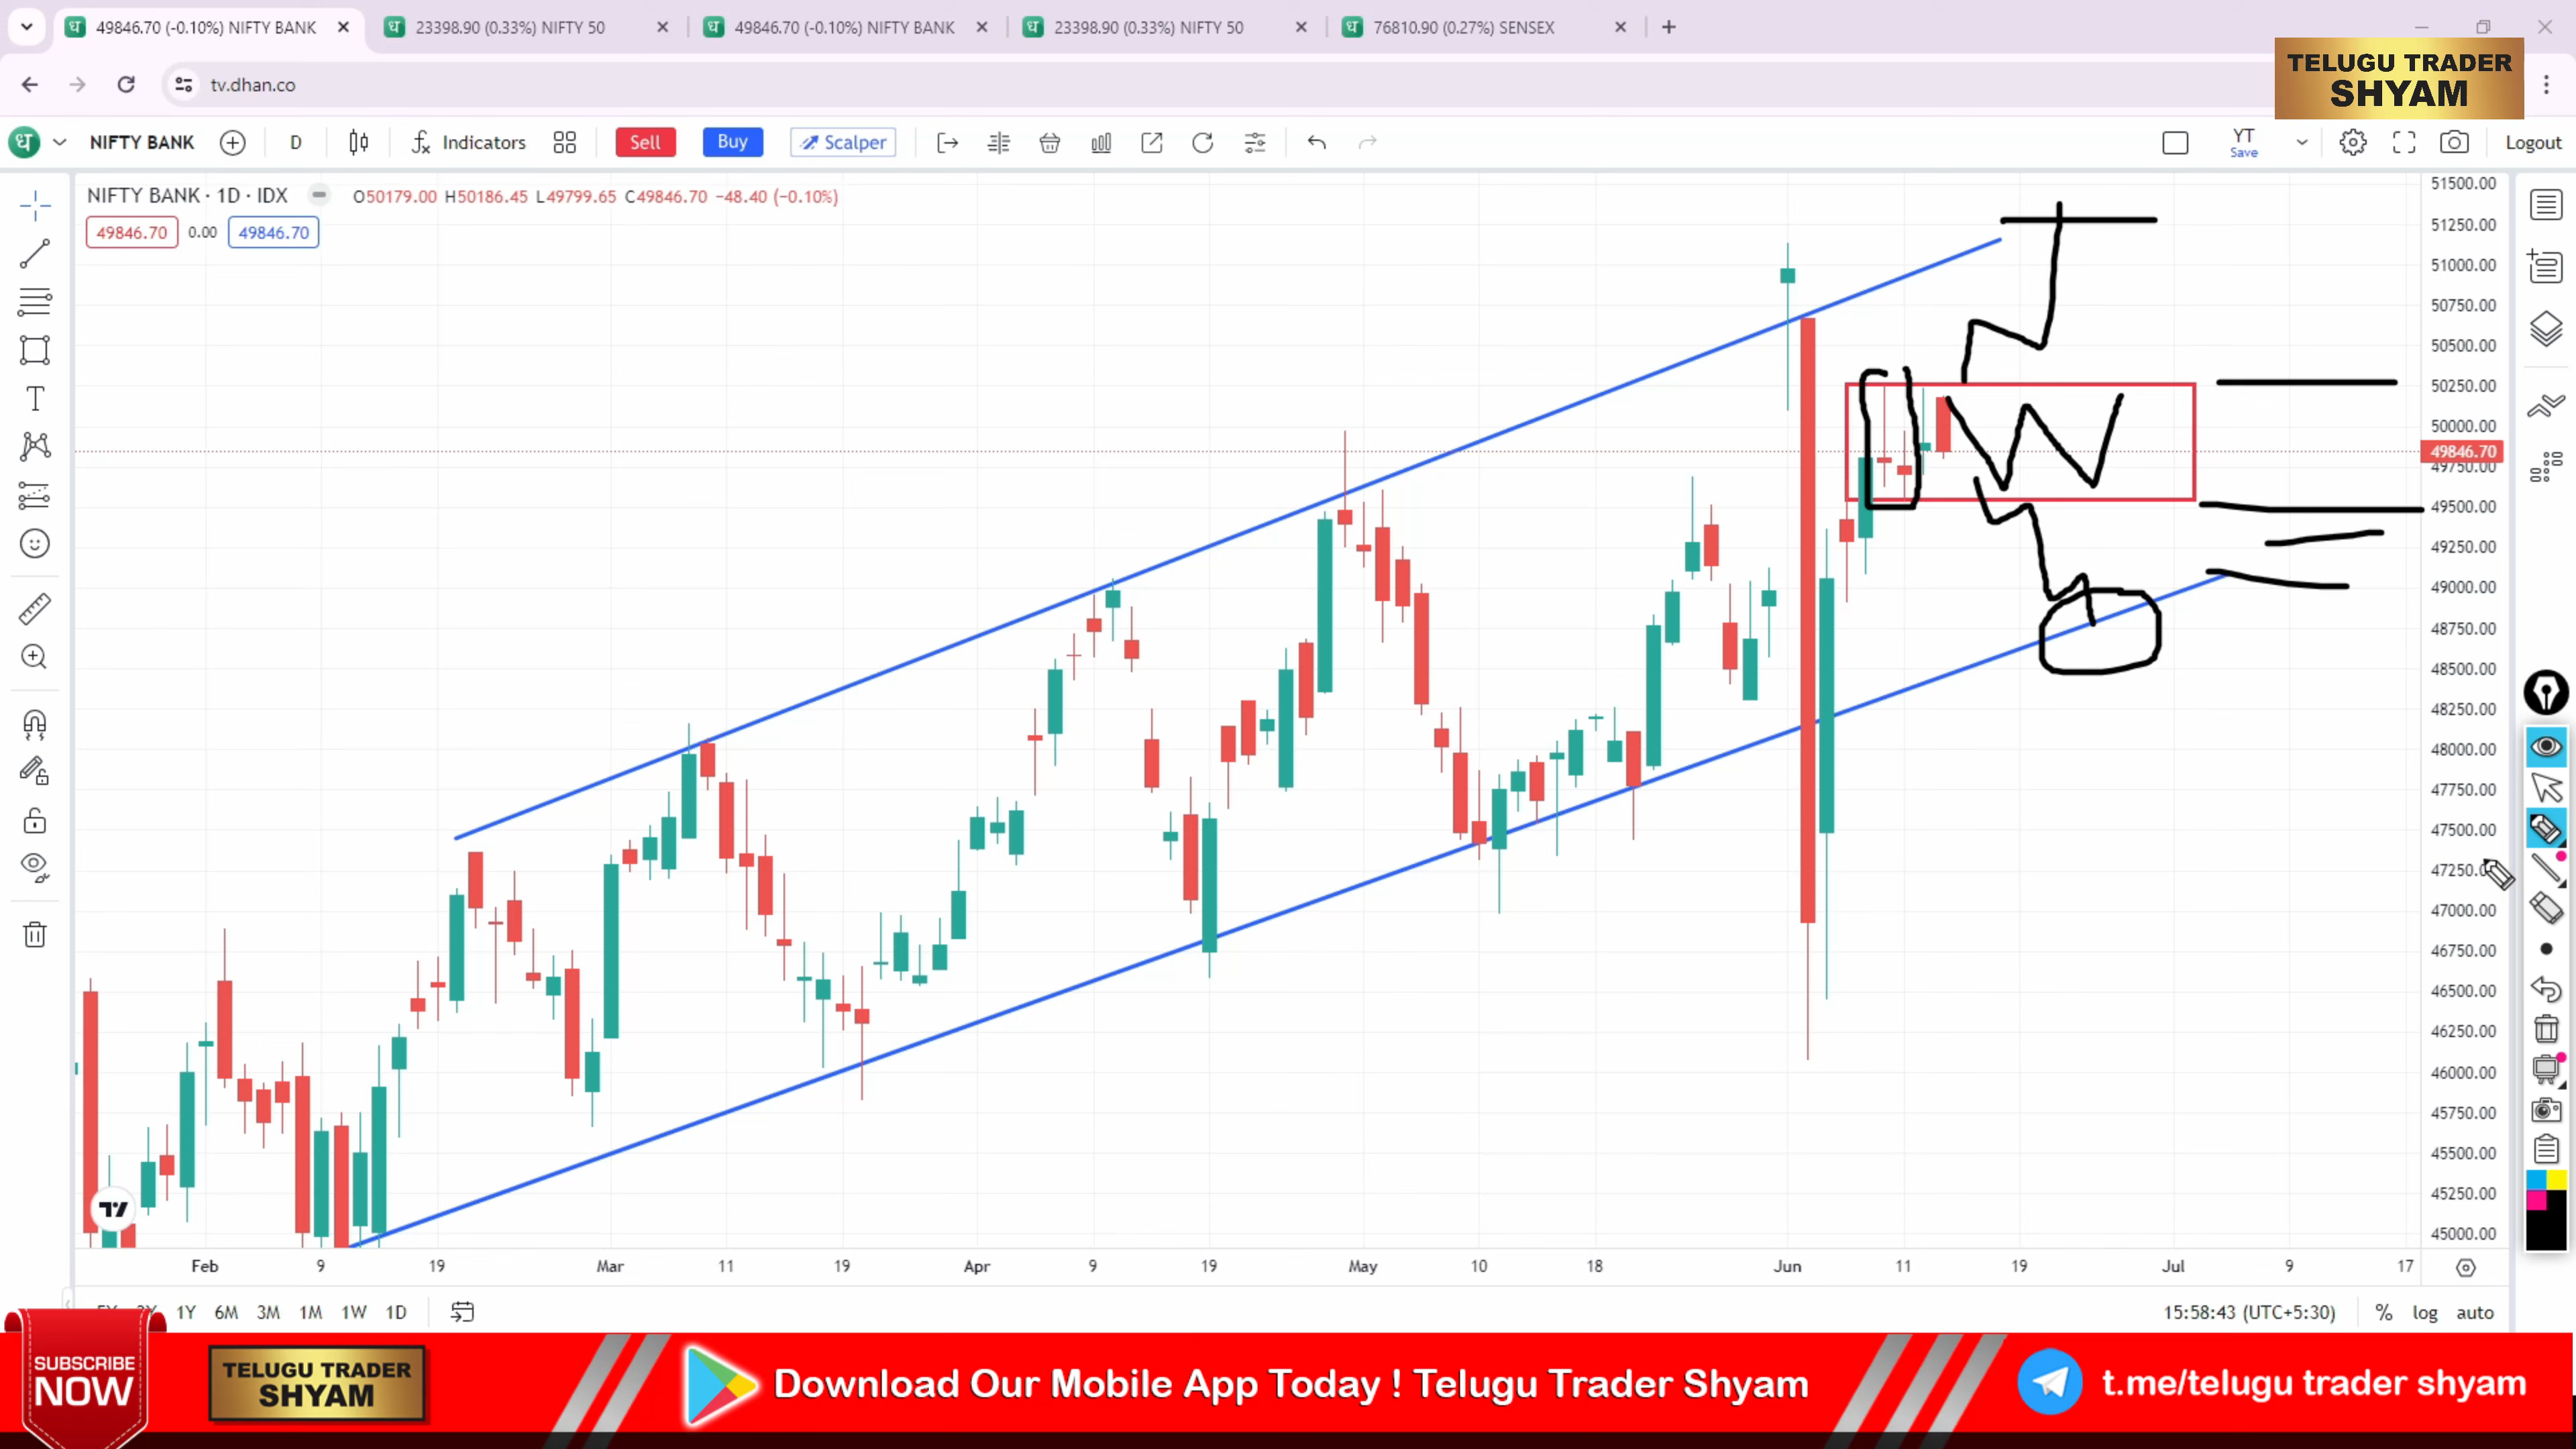 49846.70 (-0.10%) NIFTY BANK
23398.90 (0.33%) NIFTY 50
49846.70 (-0.10%) NIFTY BANK
23398.90 (0.33%) NIFTY 50
76810.90 (0.27%) SENSEX
tv.dhan.co
TELUGU TRADER
SHYAM
ध
NIFTY BANK
D
Indicators
Sell
Buy
Scalper
YT
Save
Logout
NIFTY BANK · 1D · IDX
O50179.00 H50186.45 L49799.65 C49846.70 −48.40 (−0.10%)
49846.70
0.00
49846.70
51500.00
51250.00
51000.00
50750.00
50500.00
50250.00
50000.00
49846.70
49750.00
49500.00
49250.00
49000.00
48750.00
48500.00
48250.00
48000.00
47750.00
47500.00
47250.0
47000.00
46750.00
46500.00
46250.00
46000.00
45750.00
45500.00
45250.00
45000.00
Feb
9
19
Mar
11
19
Apr
9
19
May
10
18
Jun
11
19
Jul
9
17
1Y
6M
3M
1M
1W
1D
15:58:43 (UTC+5:30)
%
log
auto
SUBSCRIBE
NOW
TELUGU TRADER
SHYAM
Download Our Mobile App Today ! Telugu Trader Shyam
t.me/telugu trader shyam